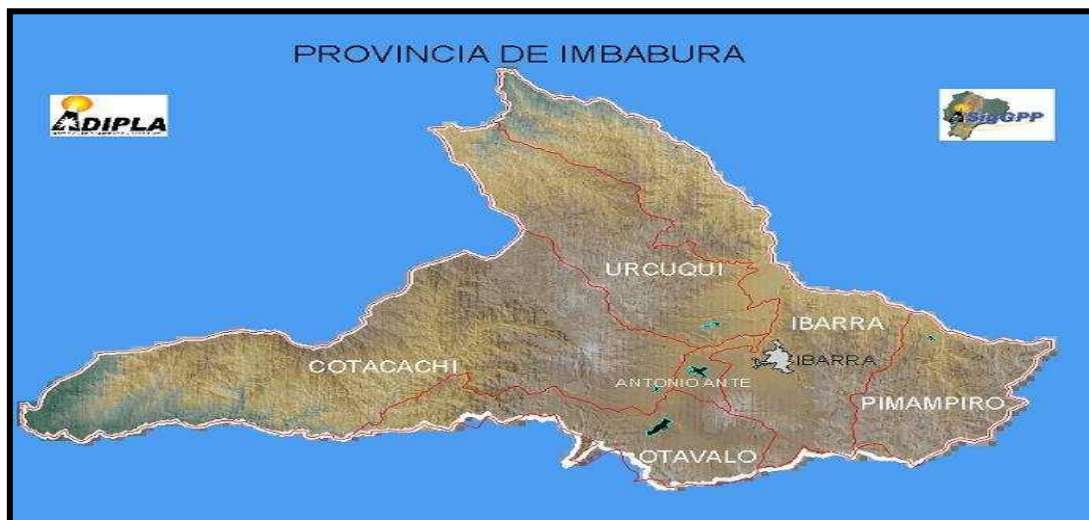 PROVINCIA DE IMBABURA
ADIPLA
SigGPP
URCUQUI
IBARRA
IBARRA
COTACACHI
ANTONIO ANTE
PIMAMPIRO
OTAVALO